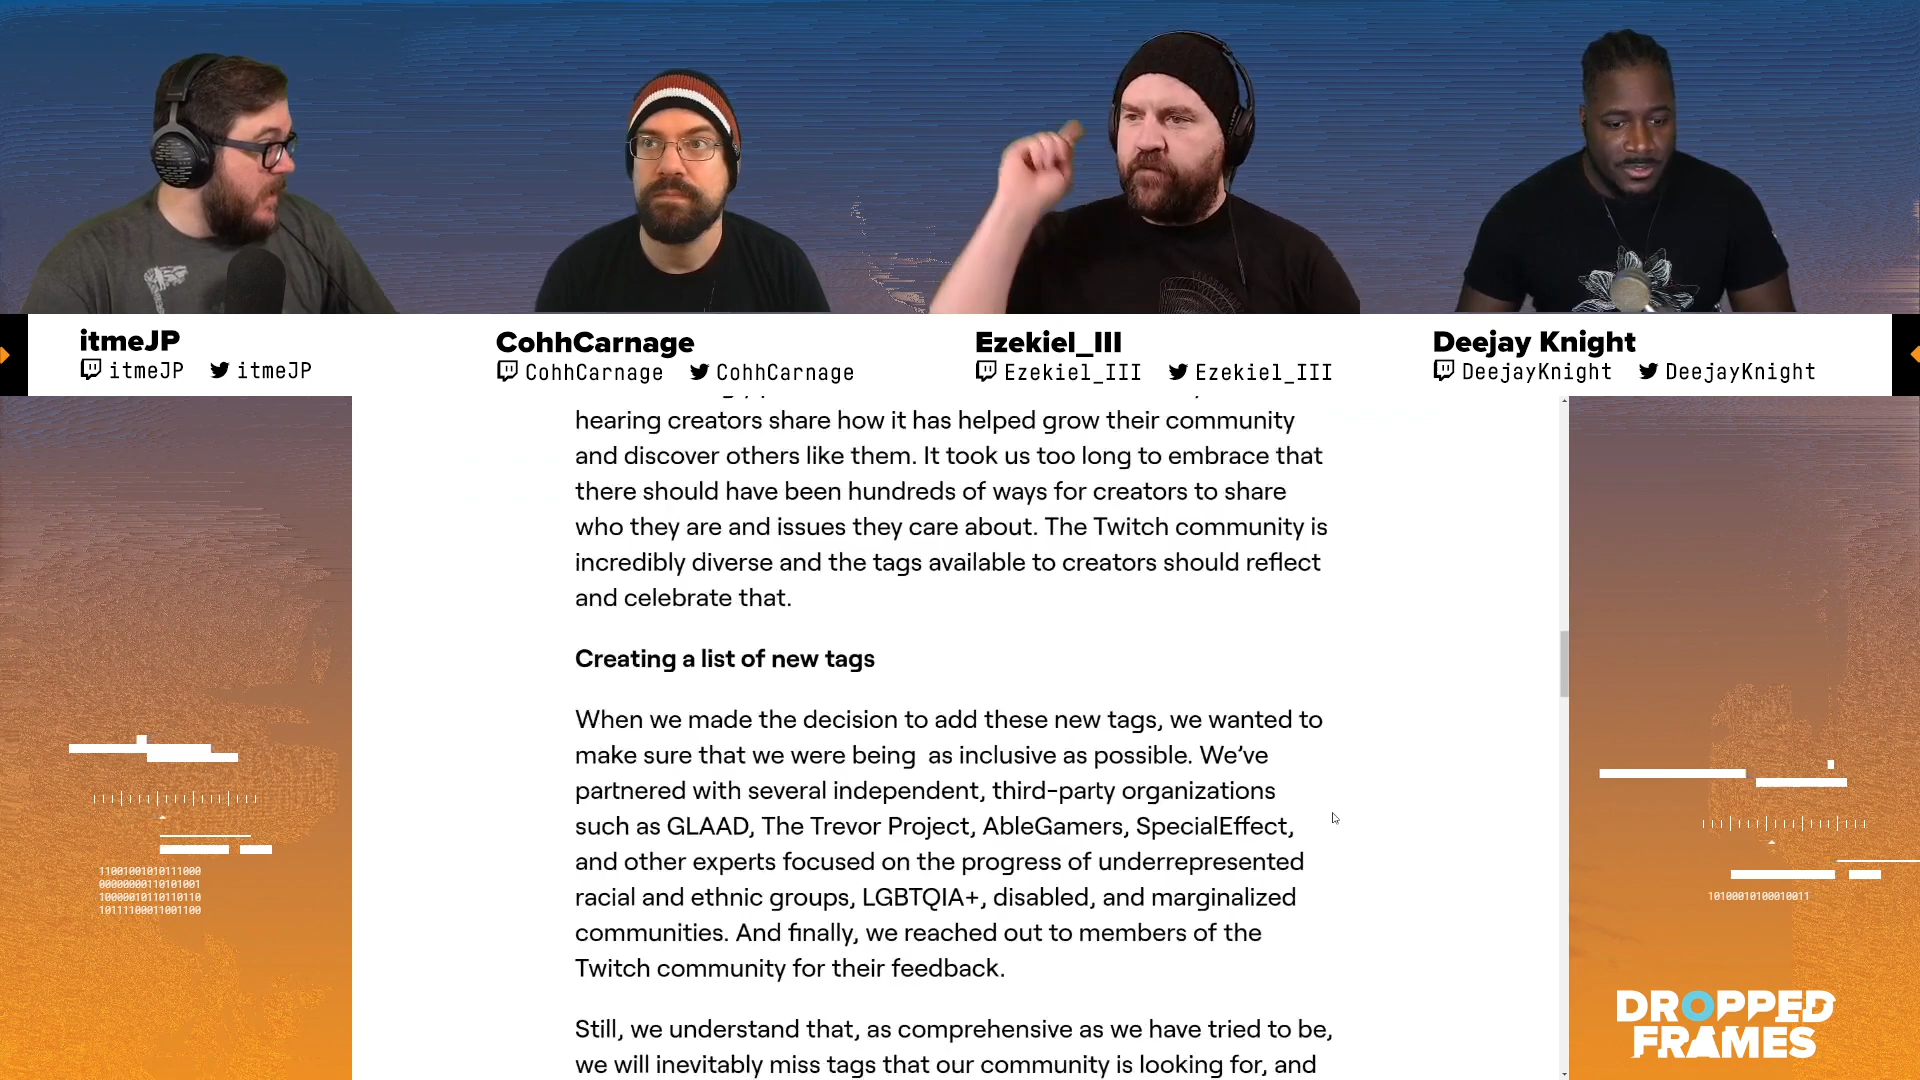 itmeJP
itmeJP itmeJP
CohhCarnage
CohhCarnage CohhCarnage
Ezekiel_III
Ezekiel_III Ezekiel_III
Deejay Knight
DeejayKnight DeejayKnight
hearing creators share how it has helped grow their community
and discover others like them. It took us too long to embrace that
there should have been hundreds of ways for creators to share
who they are and issues they care about. The Twitch community is
incredibly diverse and the tags available to creators should reflect
and celebrate that.
Creating a list of new tags
When we made the decision to add these new tags, we wanted to
make sure that we were being  as inclusive as possible. We’ve
partnered with several independent, third-party organizations
such as GLAAD, The Trevor Project, AbleGamers, SpecialEffect,
and other experts focused on the progress of underrepresented
racial and ethnic groups, LGBTQIA+, disabled, and marginalized
communities. And finally, we reached out to members of the
Twitch community for their feedback.
Still, we understand that, as comprehensive as we have tried to be,
we will inevitably miss tags that our community is looking for, and
11001001010111000
00000000110101001
10000010110110110
10111100011001100
10100010100010011
DROPPED
FRAMES